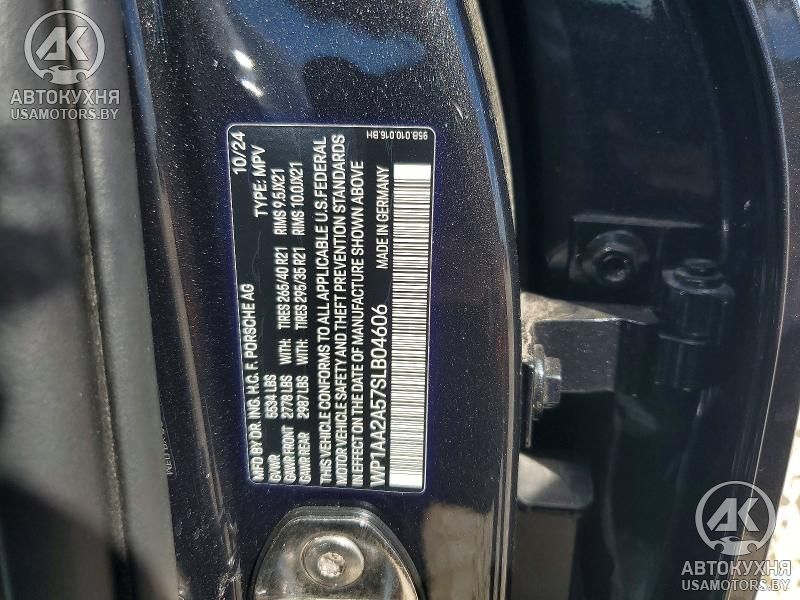 AK
АВТОКУХНЯ
USAMOTORS.BY
MFD BY DR. ING. H.C. F. PORSCHE AG 10/24
GVWR 5534 LBS TYPE: MPV
GAWR FRONT 2778 LBS WITH: TIRES 265/40 R21 RIMS 9.5JX21
GAWR REAR 2987 LBS WITH: TIRES 295/35 R21 RIMS 10.0JX21
THIS VEHICLE CONFORMS TO ALL APPLICABLE U.S. FEDERAL
MOTOR VEHICLE SAFETY AND THEFT PREVENTION STANDARDS
IN EFFECT ON THE DATE OF MANUFACTURE SHOWN ABOVE
WP1AA2A57SLB04606 MADE IN GERMANY
95B.010.016.BH
AK
АВТОКУХНЯ
USAMOTORS.BY